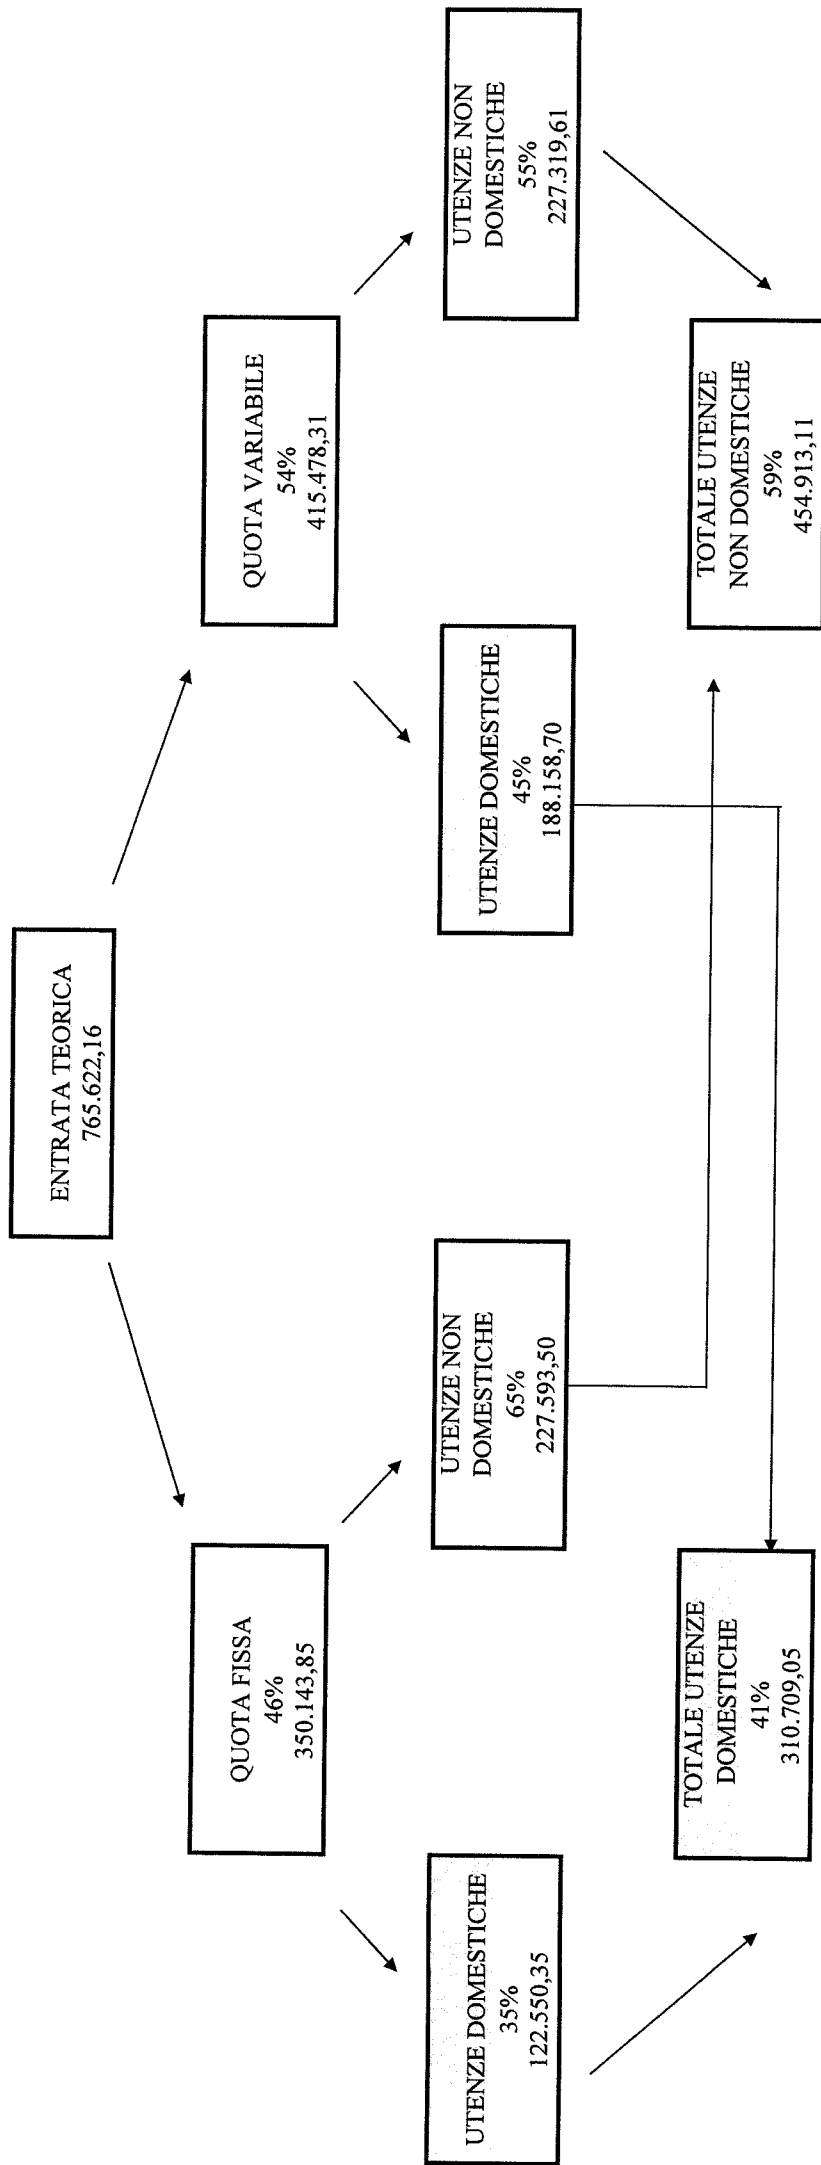 ENTRATA TEORICA
765.622,16
QUOTA FISSA
46%
350.143,85
QUOTA VARIABILE
54%
415.478,31
UTENZE DOMESTICHE
35%
122.550,35
UTENZE NON
DOMESTICHE
65%
227.593,50
UTENZE DOMESTICHE
45%
188.158,70
UTENZE NON
DOMESTICHE
55%
227.319,61
TOTALE UTENZE
DOMESTICHE
41%
310.709,05
TOTALE UTENZE
NON DOMESTICHE
59%
454.913,11